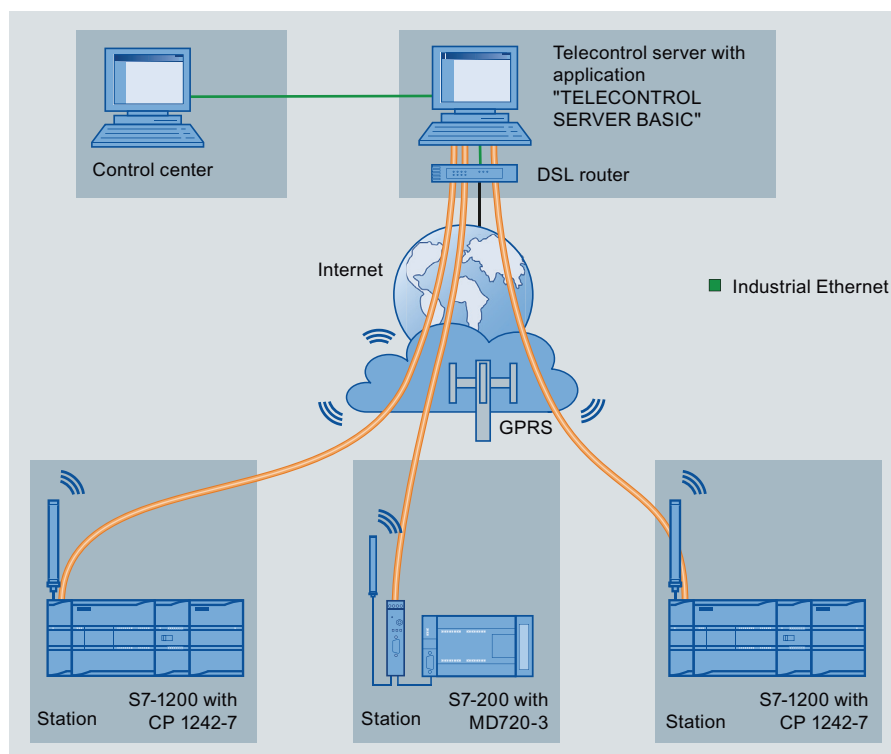 Telecontrol server with
application
"TELECONTROL
SERVER BASIC"
Control center
DSL router
Internet
Industrial Ethernet
GPRS
Station
S7-1200 with
CP 1242-7
Station
S7-200 with
MD720-3
Station
S7-1200 with
CP 1242-7